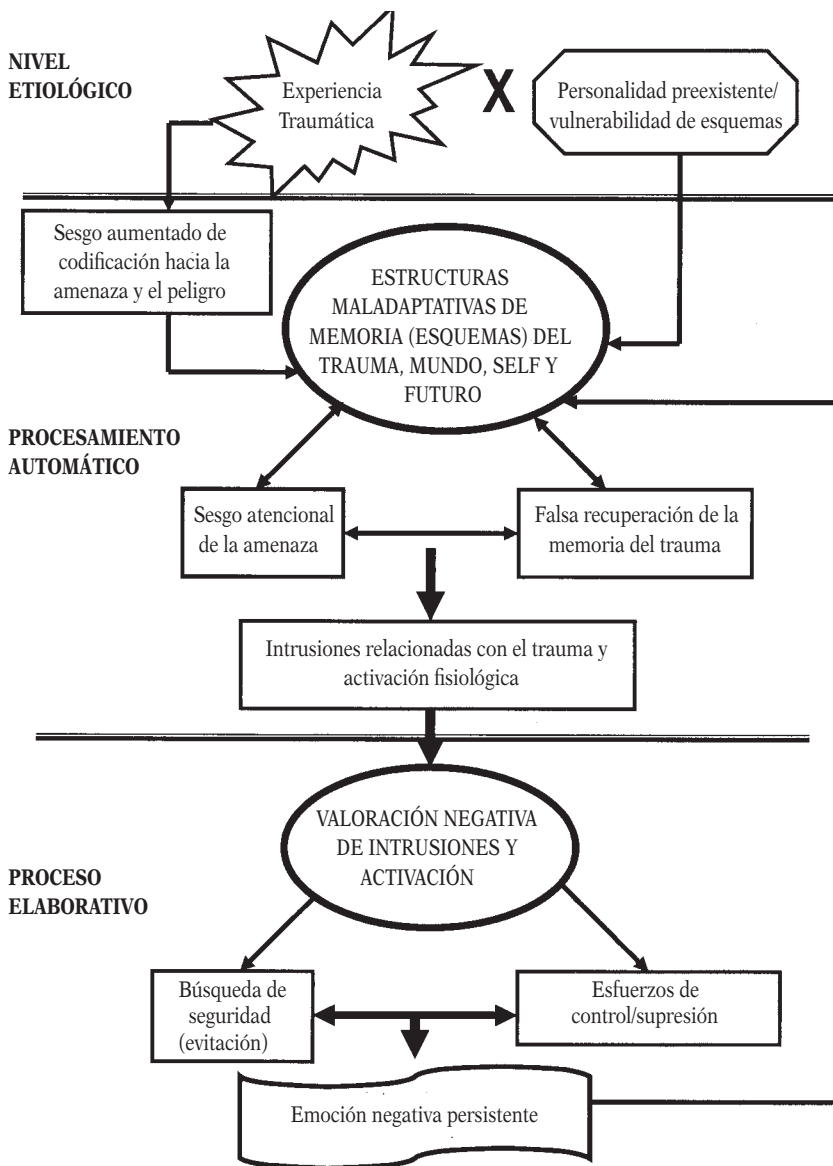 NIVEL
ETIOLÓGICO
Experiencia
Traumática
X
Personalidad preexistente/
vulnerabilidad de esquemas
Sesgo aumentado de
codificación hacia la
amenaza y el peligro
ESTRUCTURAS
MALADAPTATIVAS DE
MEMORIA (ESQUEMAS) DEL
TRAUMA, MUNDO, SELF Y
FUTURO
PROCESAMIENTO
AUTOMÁTICO
Sesgo atencional
de la amenaza
Falsa recuperación de la
memoria del trauma
Intrusiones relacionadas con el trauma y
activación fisiológica
VALORACIÓN NEGATIVA
DE INTRUSIONES Y
ACTIVACIÓN
PROCESO
ELABORATIVO
Búsqueda de
seguridad
(evitación)
Esfuerzos de
control/supresión
Emoción negativa persistente